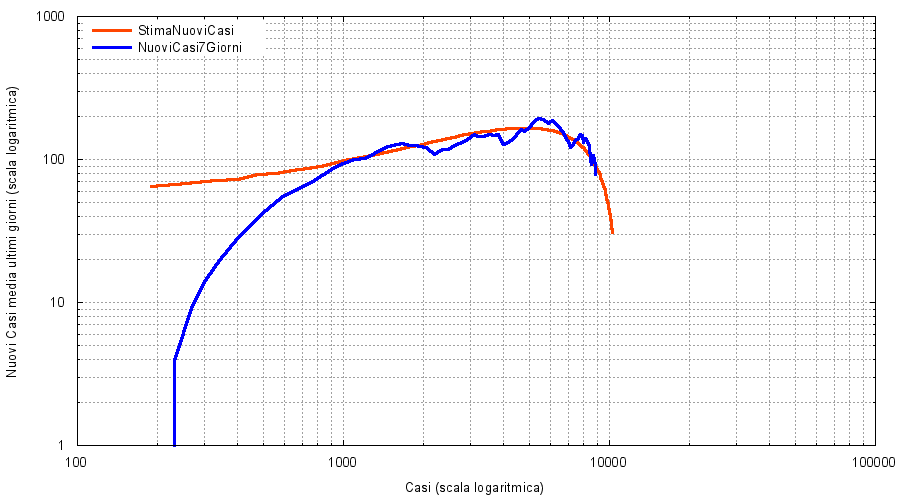 1000
StimaNuoviCasi
NuoviCasi7Giorni
100
10
1
100
1000
10000
100000
Nuovi Casi media ultimi giorni (scala logaritmica)
Casi (scala logaritmica)